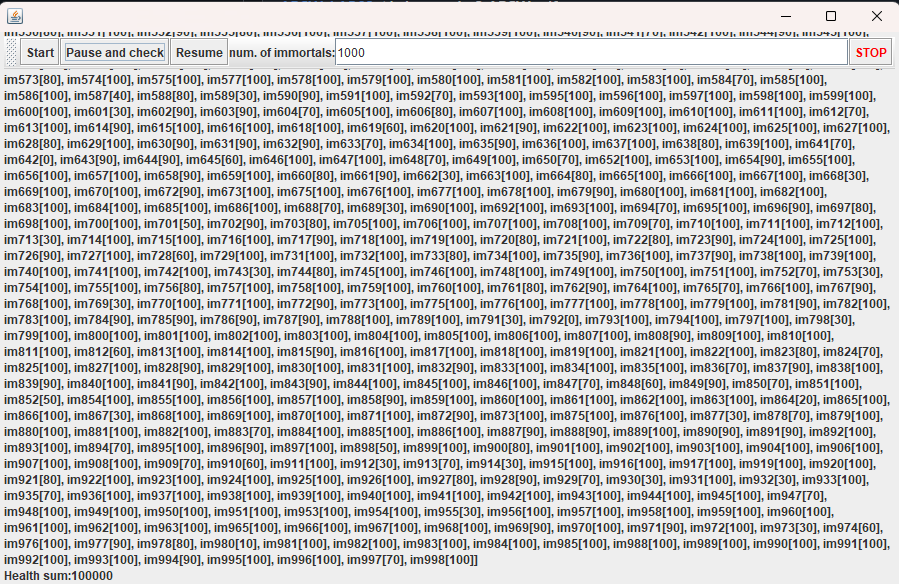 Start Pause and check Resume num. of immortals: 1000 STOP
im573[80], im574[100], im575[100], im577[100], im578[100], im579[100], im580[100], im581[100], im582[100], im583[100], im584[70], im585[100],
im586[100], im587[40], im588[80], im589[30], im590[90], im591[100], im592[70], im593[100], im595[100], im596[100], im597[100], im598[100], im599[100],
im600[100], im601[30], im602[90], im603[90], im604[70], im605[100], im606[80], im607[100], im608[100], im609[100], im610[100], im611[100], im612[70],
im613[100], im614[90], im615[100], im616[100], im618[100], im619[60], im620[100], im621[90], im622[100], im623[100], im624[100], im625[100], im627[100],
im628[80], im629[100], im630[90], im631[90], im632[90], im633[70], im634[100], im635[90], im636[100], im637[100], im638[80], im639[100], im641[70],
im642[0], im643[90], im644[90], im645[60], im646[100], im647[100], im648[70], im649[100], im650[70], im652[100], im653[100], im654[90], im655[100],
im656[100], im657[100], im658[90], im659[100], im660[80], im661[90], im662[30], im663[100], im664[80], im665[100], im666[100], im667[100], im668[30],
im669[100], im670[100], im672[90], im673[100], im675[100], im676[100], im677[100], im678[100], im679[90], im680[100], im681[100], im682[100],
im683[100], im684[100], im685[100], im686[100], im688[70], im689[30], im690[100], im692[100], im693[100], im694[70], im695[100], im696[90], im697[80],
im698[100], im700[100], im701[50], im702[90], im703[80], im705[100], im706[100], im707[100], im708[100], im709[70], im710[100], im711[100], im712[100],
im713[30], im714[100], im715[100], im716[100], im717[90], im718[100], im719[100], im720[80], im721[100], im722[80], im723[90], im724[100], im725[100],
im726[90], im727[100], im728[60], im729[100], im731[100], im732[100], im733[80], im734[100], im735[90], im736[100], im737[90], im738[100], im739[100],
im740[100], im741[100], im742[100], im743[30], im744[80], im745[100], im746[100], im748[100], im749[100], im750[100], im751[100], im752[70], im753[30],
im754[100], im755[100], im756[80], im757[100], im758[100], im759[100], im760[100], im761[80], im762[90], im764[100], im765[70], im766[100], im767[90],
im768[100], im769[30], im770[100], im771[100], im772[90], im773[100], im775[100], im776[100], im777[100], im778[100], im779[100], im781[90], im782[100],
im783[100], im784[90], im785[90], im786[90], im787[90], im788[100], im789[100], im791[30], im792[0], im793[100], im794[100], im797[100], im798[30],
im799[100], im800[100], im801[100], im802[100], im803[100], im804[100], im805[100], im806[100], im807[100], im808[90], im809[100], im810[100],
im811[100], im812[60], im813[100], im814[100], im815[90], im816[100], im817[100], im818[100], im819[100], im821[100], im822[100], im823[80], im824[70],
im825[100], im827[100], im828[90], im829[100], im830[100], im831[100], im832[90], im833[100], im834[100], im835[100], im836[70], im837[90], im838[100],
im839[90], im840[100], im841[90], im842[100], im843[90], im844[100], im845[100], im846[100], im847[70], im848[60], im849[90], im850[70], im851[100],
im852[50], im854[100], im855[100], im856[100], im857[100], im858[90], im859[100], im860[100], im861[100], im862[100], im863[100], im864[20], im865[100],
im866[100], im867[30], im868[100], im869[100], im870[100], im871[100], im872[90], im873[100], im875[100], im876[100], im877[30], im878[70], im879[100],
im880[100], im881[100], im882[100], im883[70], im884[100], im885[100], im886[100], im887[90], im888[90], im889[100], im890[90], im891[90], im892[100],
im893[100], im894[70], im895[100], im896[90], im897[100], im898[50], im899[100], im900[80], im901[100], im902[100], im903[100], im904[100], im906[100],
im907[100], im908[100], im909[70], im910[60], im911[100], im912[30], im913[70], im914[30], im915[100], im916[100], im917[100], im919[100], im920[100],
im921[80], im922[100], im923[100], im924[100], im925[100], im926[100], im927[80], im928[90], im929[70], im930[30], im931[100], im932[30], im933[100],
im935[70], im936[100], im937[100], im938[100], im939[100], im940[100], im941[100], im942[100], im943[100], im944[100], im945[100], im947[70],
im948[100], im949[100], im950[100], im951[100], im953[100], im954[100], im955[30], im956[100], im957[100], im958[100], im959[100], im960[100],
im961[100], im962[100], im963[100], im965[100], im966[100], im967[100], im968[100], im969[90], im970[100], im971[90], im972[100], im973[30], im974[60],
im976[100], im977[90], im978[80], im980[10], im981[100], im982[100], im983[100], im984[100], im985[100], im988[100], im989[100], im990[100], im991[100],
im992[100], im993[100], im994[90], im995[100], im996[100], im997[70], im998[100]]
Health sum:100000